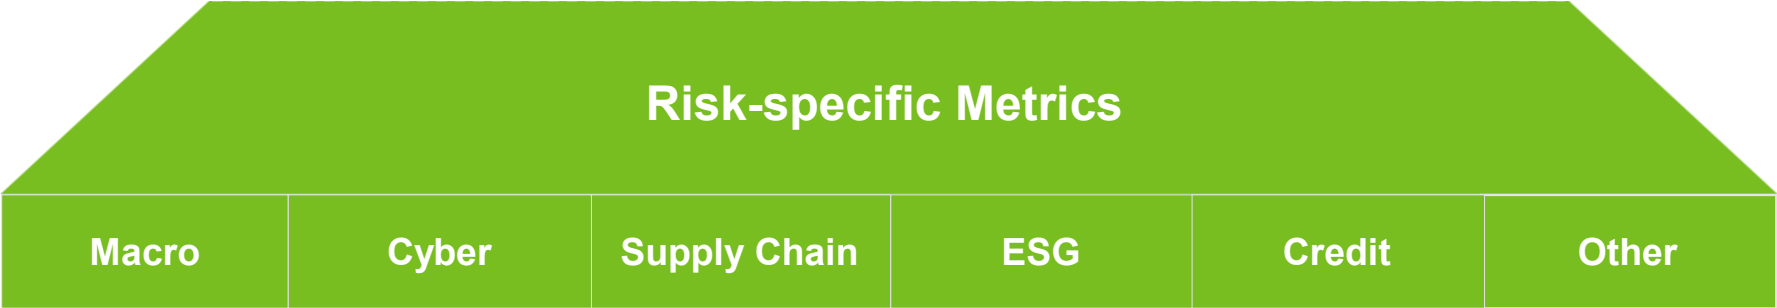 Risk-specific Metrics
Macro
Cyber
Supply Chain
ESG
Credit
Other